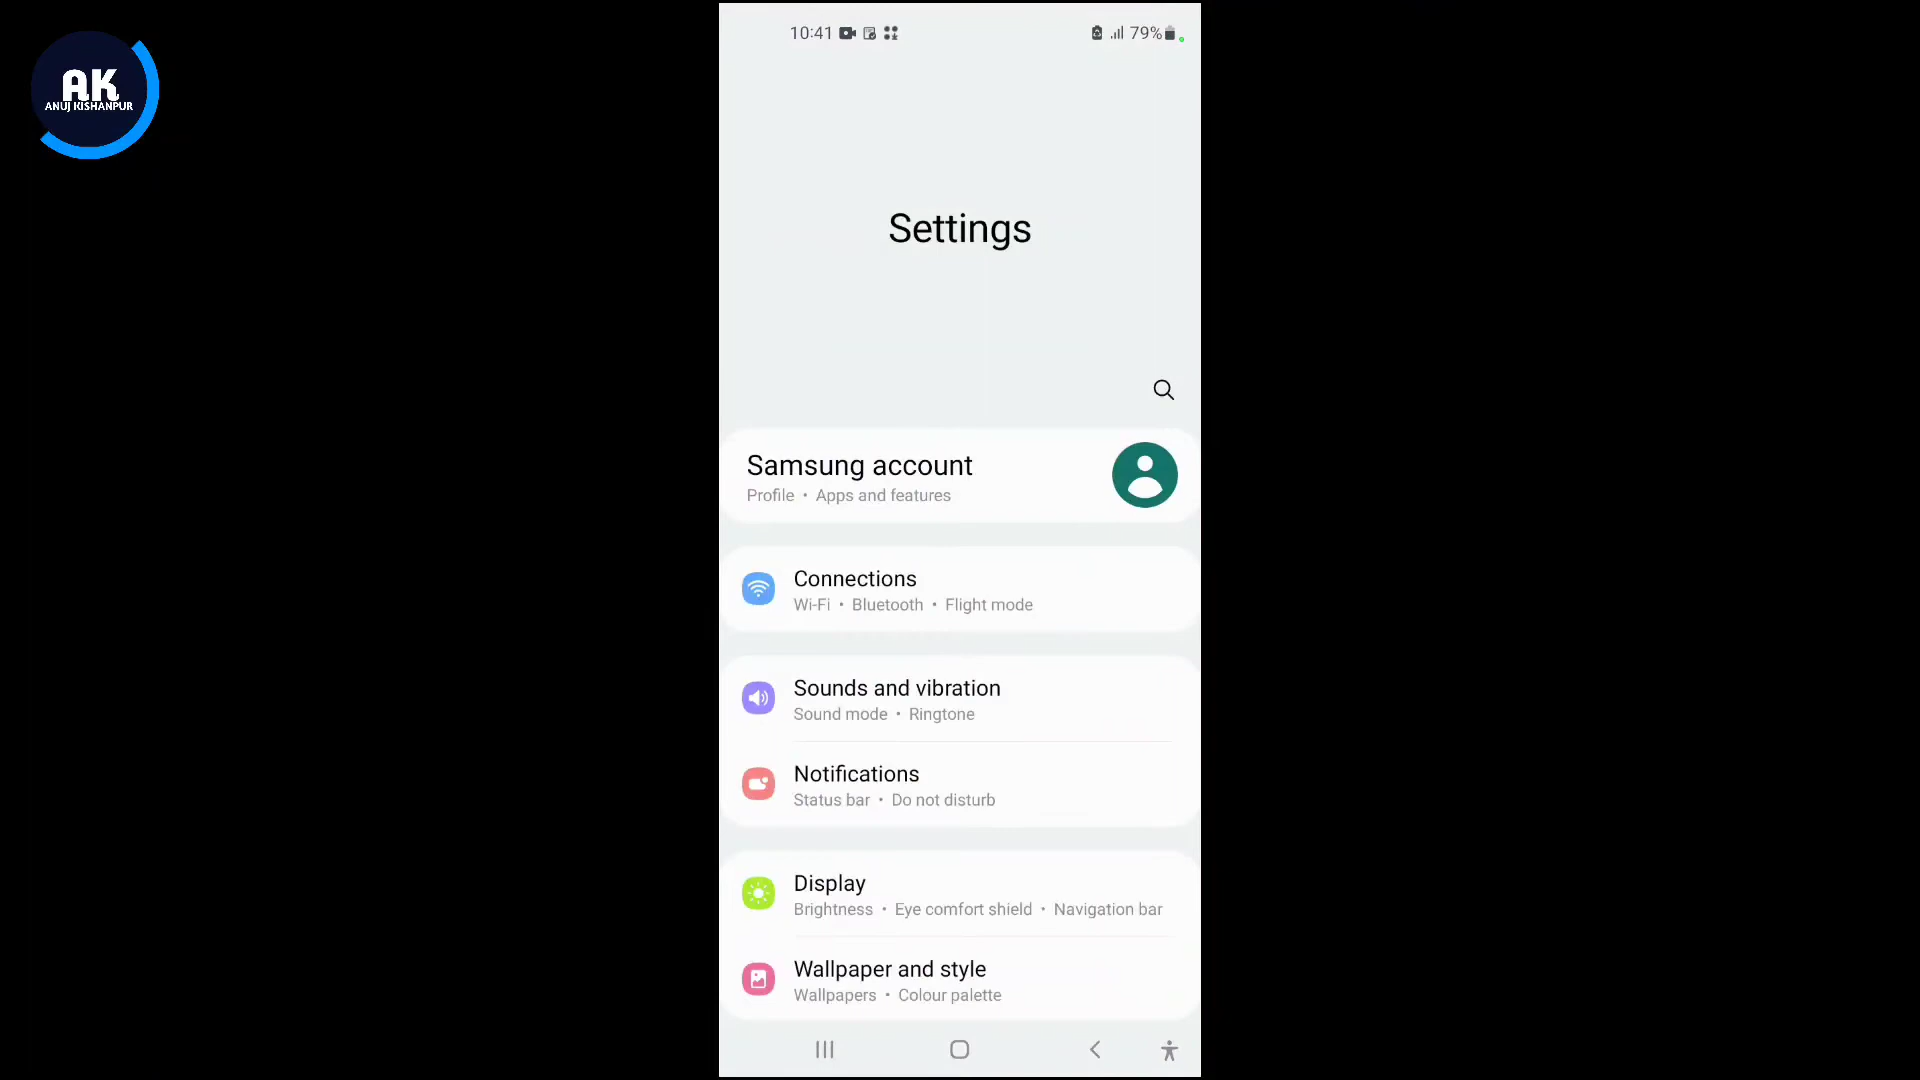 AK
ANUJ KISHANPUR
10:41
79%
Settings
Samsung account
Profile • Apps and features
Connections
Wi-Fi • Bluetooth • Flight mode
Sounds and vibration
Sound mode • Ringtone
Notifications
Status bar • Do not disturb
Display
Brightness • Eye comfort shield • Navigation bar
Wallpaper and style
Wallpapers • Colour palette